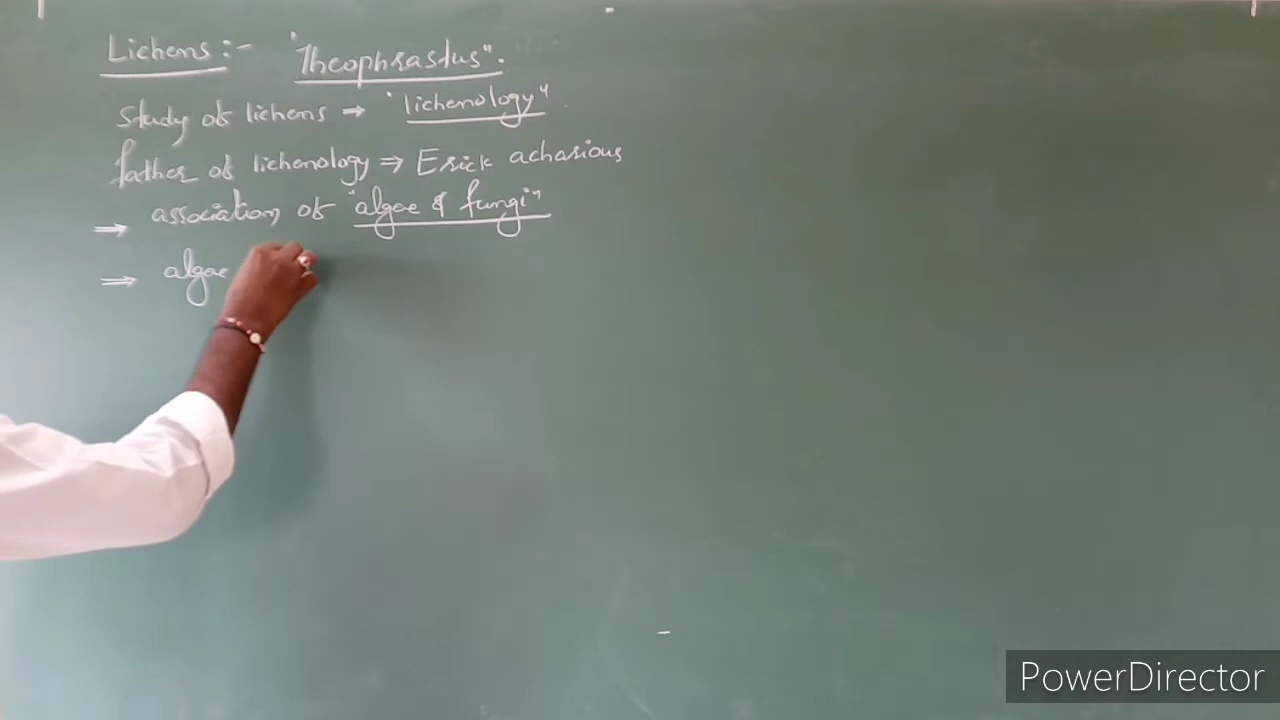 Lichens :- "Theophrastus".
Study of lichens ⇒ "lichenology"
father of lichenology ⇒ Erick acharious
⇒ association of "algae & fungi"
⇒ algae
PowerDirector